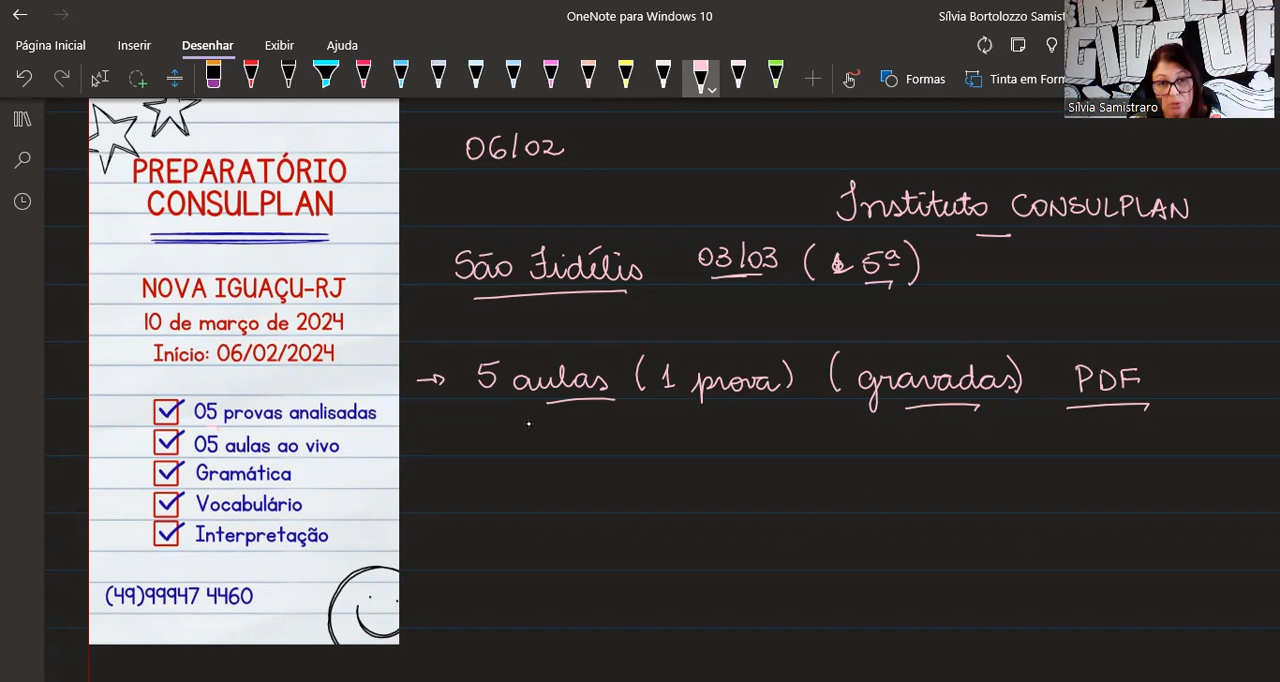 OneNote para Windows 10
Sílvia Bortolozzo Samist
Página Inicial Inserir Desenhar Exibir Ajuda
Formas Tinta em Form
NEVER
GIVE UP
Sílvia Samistraro
PREPARATÓRIO
CONSULPLAN
NOVA IGUAÇU-RJ
10 de março de 2024
Início: 06/02/2024
05 provas analisadas
05 aulas ao vivo
Gramática
Vocabulário
Interpretação
(49)99947 4460
06/02
Instituto CONSULPLAN
São Fidélis 03/03 ( 5ª )
→ 5 aulas (1 prova) (gravadas) PDF